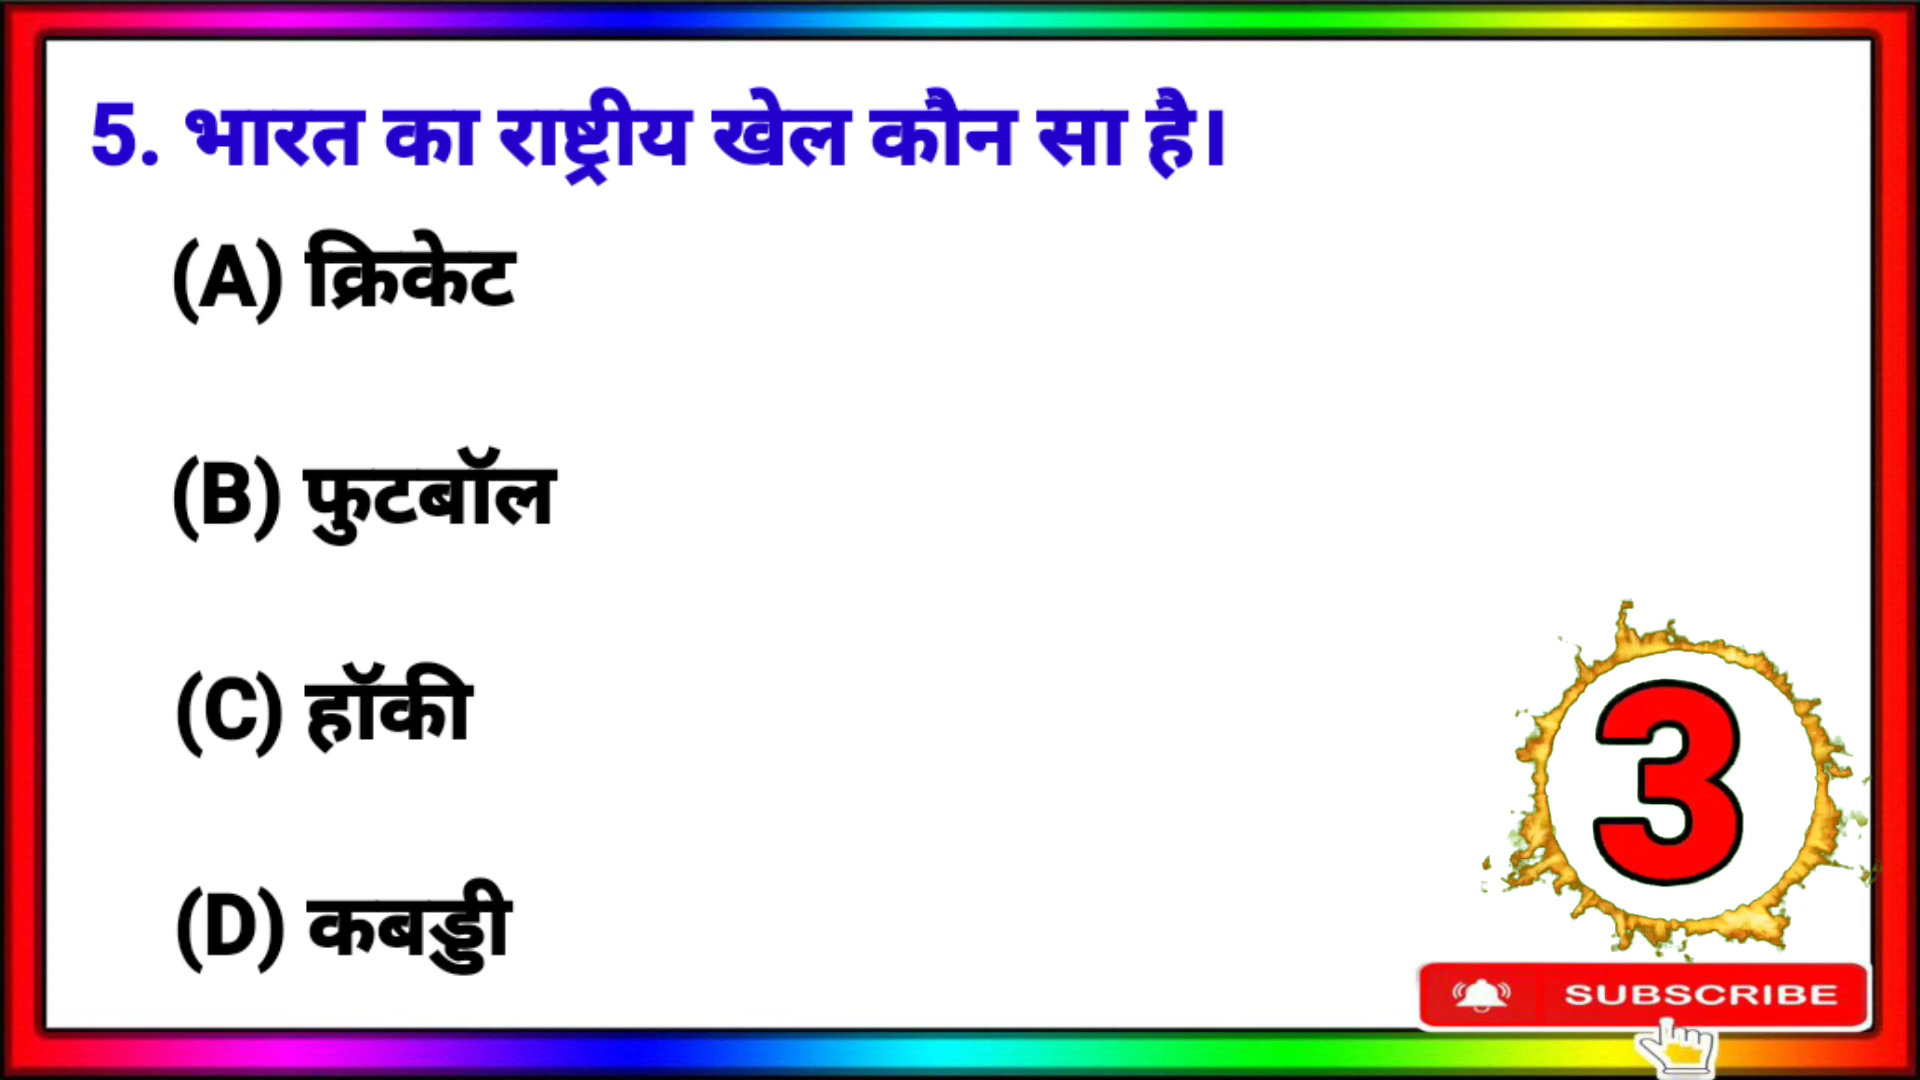 5. भारत का राष्ट्रीय खेल कौन सा है।
(A) क्रिकेट
(B) फुटबॉल
(C) हॉकी
(D) कबड्डी
3
SUBSCRIBE